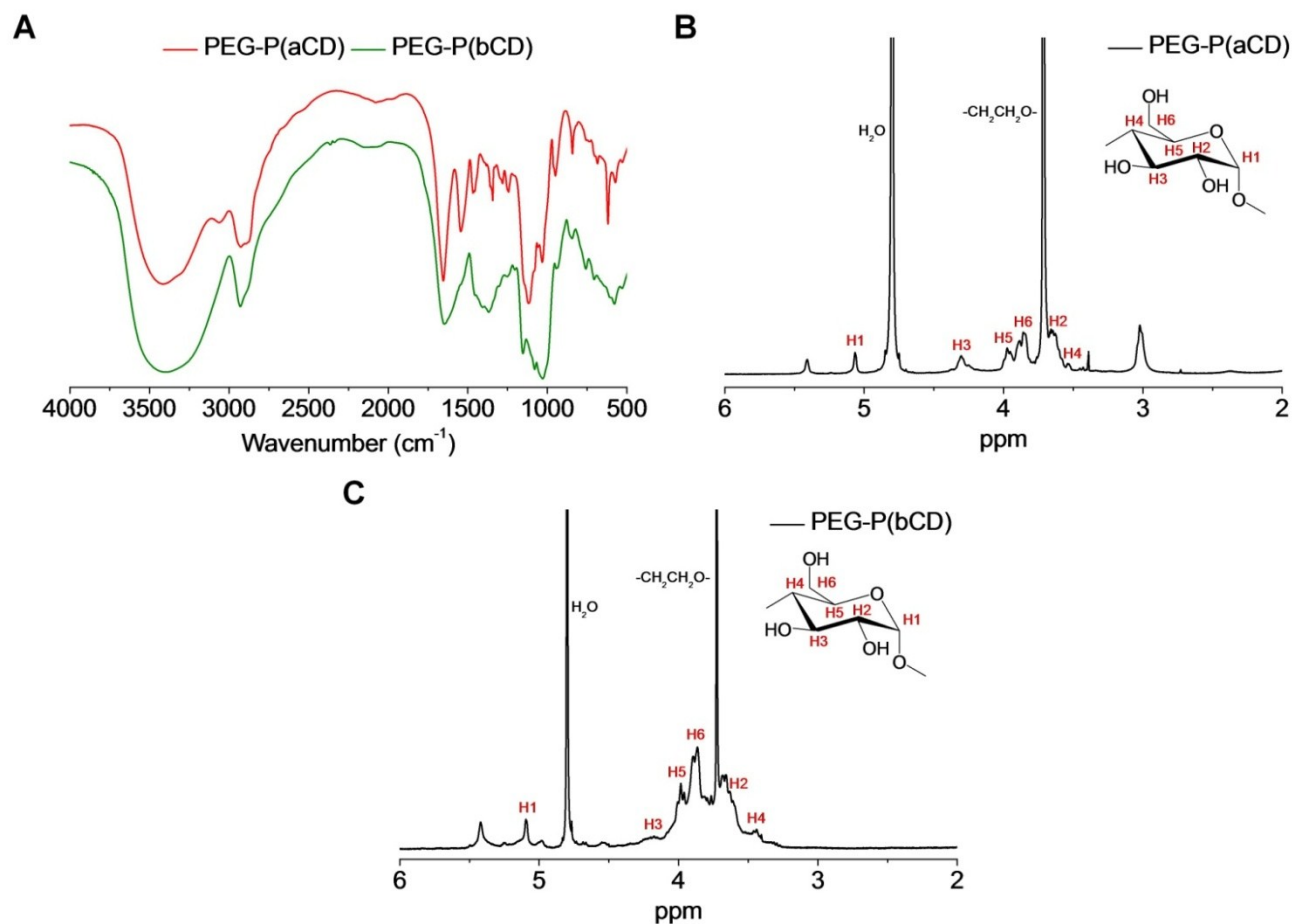 A
PEG-P(aCD)
PEG-P(bCD)
4000 3500 3000 2500 2000 1500 1000 500
Wavenumber (cm⁻¹)
B
PEG-P(aCD)
H₂O
-CH₂CH₂O-
OH
H4
H6
O
H5
H2
H1
HO
H3
OH
O
H1
H3
H5
H6
H2
H4
6 5 4 3 2
ppm
C
PEG-P(bCD)
H₂O
-CH₂CH₂O-
OH
H4
H6
O
H5
H2
H1
HO
H3
OH
O
H1
H3
H5
H6
H2
H4
6 5 4 3 2
ppm